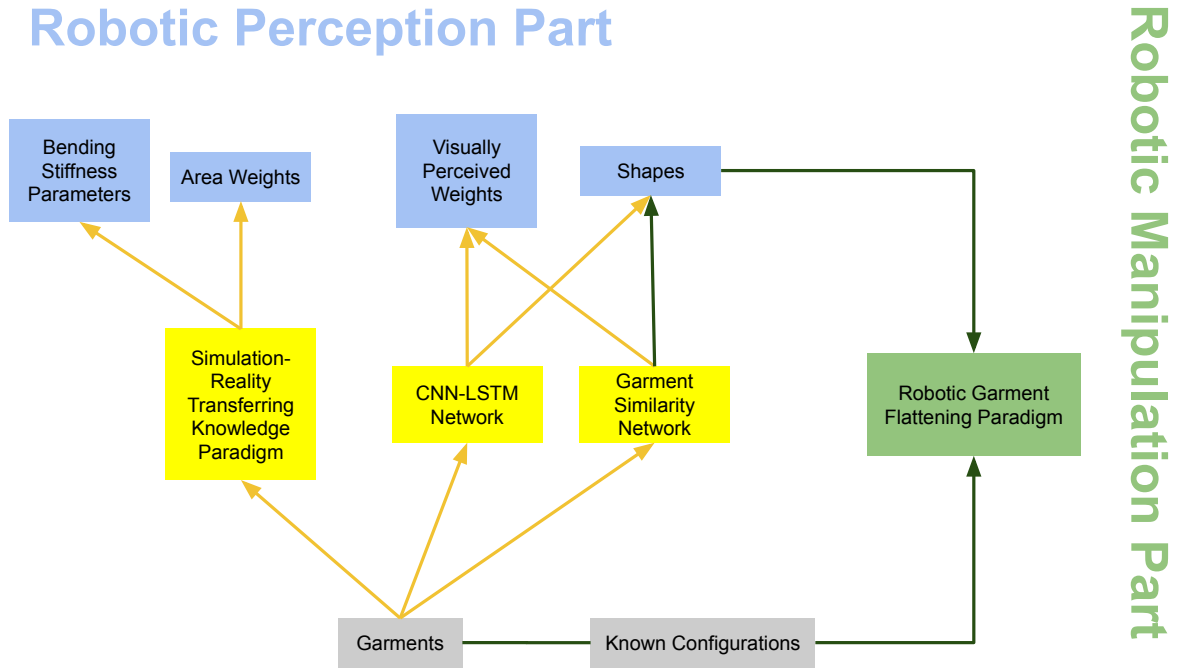 Robotic Perception Part
Robotic Manipulation Part
Bending
Stiffness
Parameters
Area Weights
Visually
Perceived
Weights
Shapes
Simulation-
Reality
Transferring
Knowledge
Paradigm
CNN-LSTM
Network
Garment
Similarity
Network
Robotic Garment
Flattening Paradigm
Garments
Known Configurations